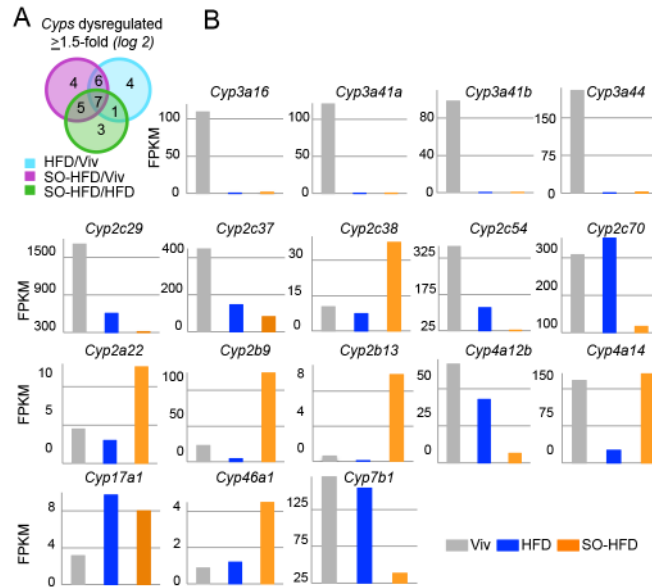 A
B
Cyps dysregulated
≥1.5-fold (log 2)
4
6
4
7
5
1
3
HFD/Viv
SO-HFD/Viv
SO-HFD/HFD
Cyp3a16
Cyp3a41a
Cyp3a41b
Cyp3a44
FPKM
100
50
0
100
50
0
80
40
0
150
75
0
Cyp2c29
Cyp2c37
Cyp2c38
Cyp2c54
Cyp2c70
FPKM
1500
900
300
400
200
0
30
15
0
325
175
25
300
200
100
Cyp2a22
Cyp2b9
Cyp2b13
Cyp4a12b
Cyp4a14
FPKM
10
5
0
100
50
0
8
4
0
50
25
0
150
75
0
Cyp17a1
Cyp46a1
Cyp7b1
FPKM
8
4
0
4
2
0
125
75
25
Viv
HFD
SO-HFD